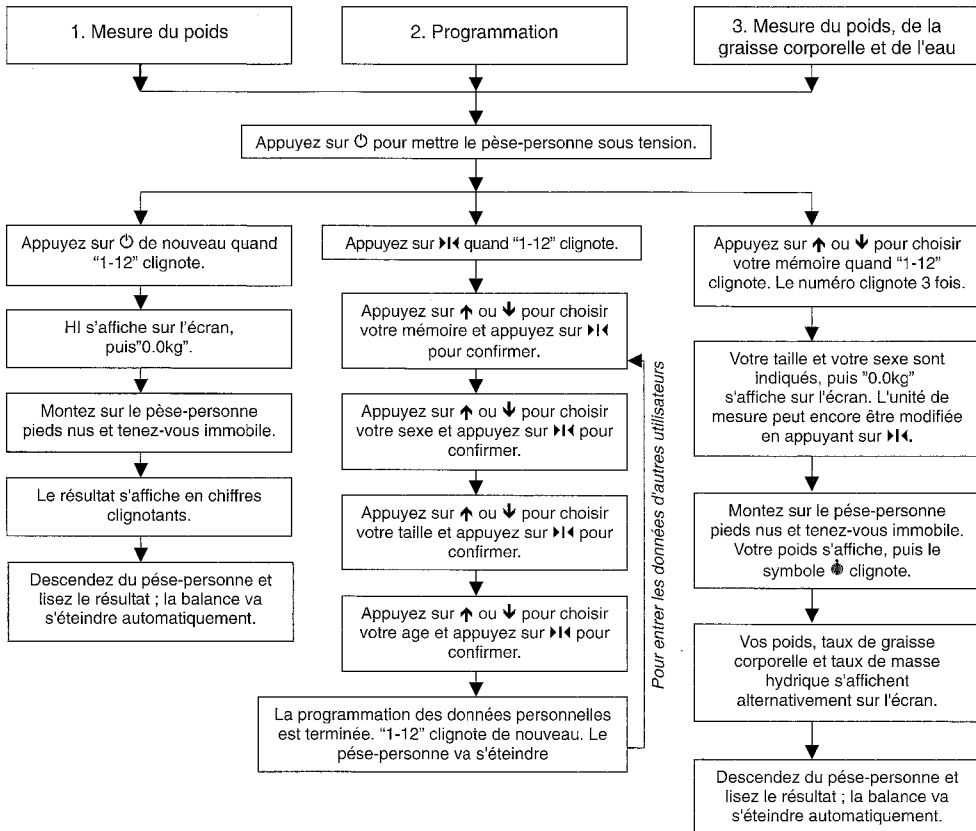 1. Mesure du poids
2. Programmation
3. Mesure du poids, de la
graisse corporelle et de l'eau
Appuyez sur ⏻ pour mettre le pèse-personne sous tension.
Appuyez sur ⏻ de nouveau quand
“1-12” clignote.
HI s'affiche sur l'écran,
puis"0.0kg".
Montez sur le pèse-personne
pieds nus et tenez-vous immobile.
Le résultat s'affiche en chiffres
clignotants.
Descendez du pése-personne et
lisez le résultat ; la balance va
s'éteindre automatiquement.
Appuyez sur ▶I◀ quand “1-12” clignote.
Appuyez sur ↑ ou ↓ pour choisir
votre mémoire et appuyez sur ▶I◀
pour confirmer.
Appuyez sur ↑ ou ↓ pour choisir
votre sexe et appuyez sur ▶I◀ pour
confirmer.
Appuyez sur ↑ ou ↓ pour choisir
votre taille et appuyez sur ▶I◀ pour
confirmer.
Appuyez sur ↑ ou ↓ pour choisir
votre age et appuyez sur ▶I◀ pour
confirmer.
La programmation des données personnelles
est terminée. “1-12” clignote de nouveau. Le
pése-personne va s'éteindre
Pour entrer les données d'autres utilisateurs
Appuyez sur ↑ ou ↓ pour choisir
votre mémoire quand “1-12”
clignote. Le numéro clignote 3 fois.
Votre taille et votre sexe sont
indiqués, puis "0.0kg"
s'affiche sur l'écran. L'unité de
mesure peut encore être modifiée
en appuyant sur ▶I◀.
Montez sur le pése-personne
pieds nus et tenez-vous immobile.
Votre poids s'affiche, puis le
symbole clignote.
Vos poids, taux de graisse
corporelle et taux de masse
hydrique s'affichent
alternativement sur l'écran.
Descendez du pése-personne et
lisez le résultat ; la balance va
s'éteindre automatiquement.